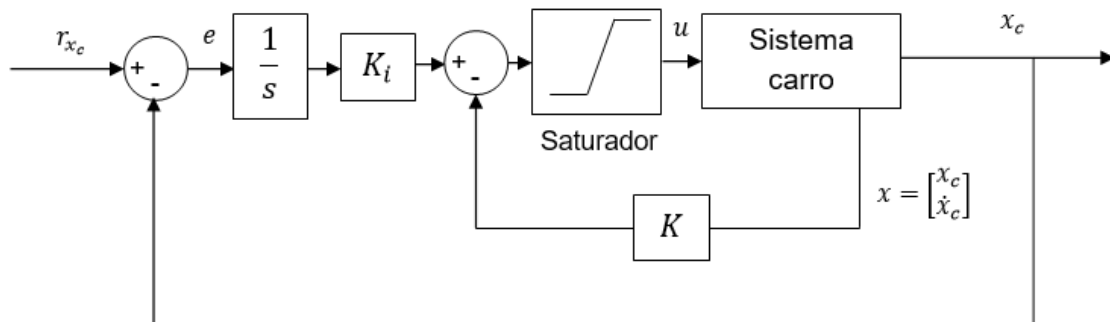 r_{x_c}
+
-
e
1
s
K_i
+
-
Saturador
u
Sistema
carro
x_c
K
x = [x_c
ẋ_c]